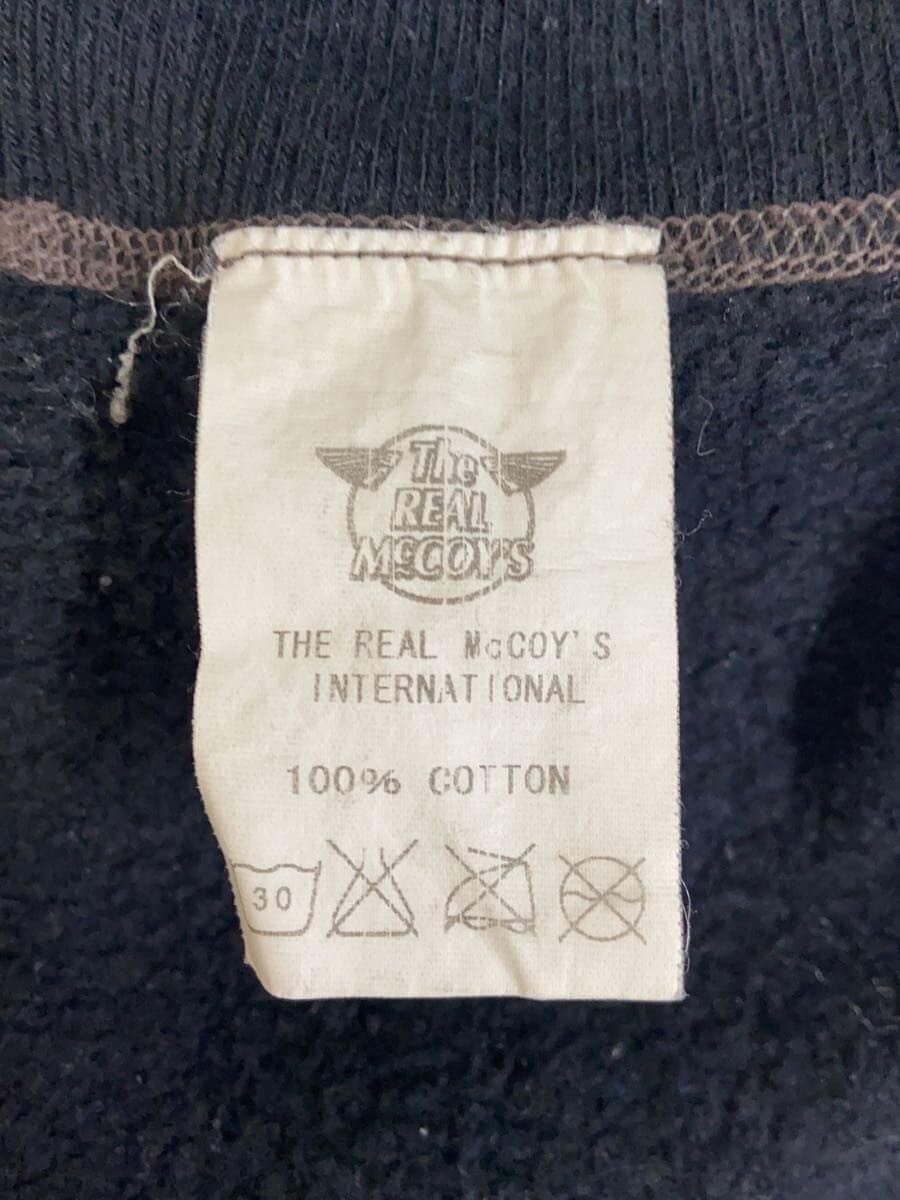 The
REAL
McCOY'S
THE REAL McCOY'S
INTERNATIONAL
100% COTTON
30